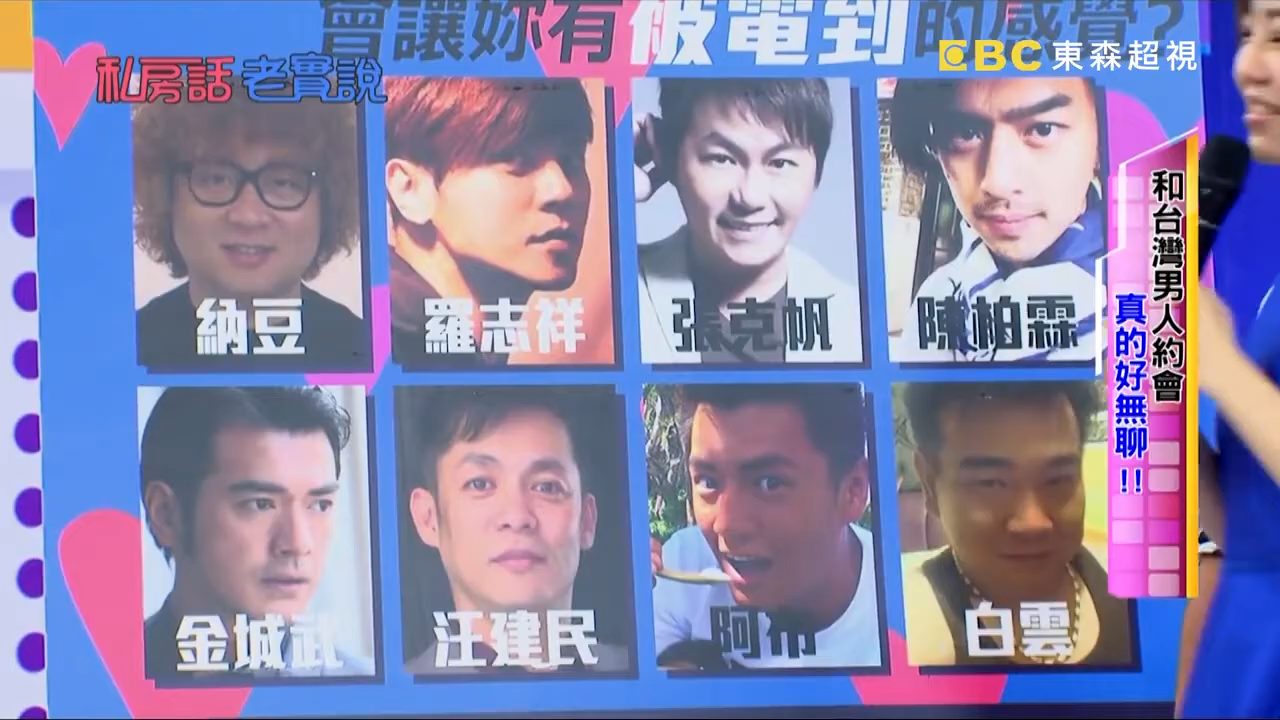 會讓妳有被電到的感覺?
EBC 東森超視
私房話 老實說
納豆
羅志祥
張克帆
陳柏霖
和台灣男人約會
真的好無聊!!
金城武
汪建民
阿布
白雲